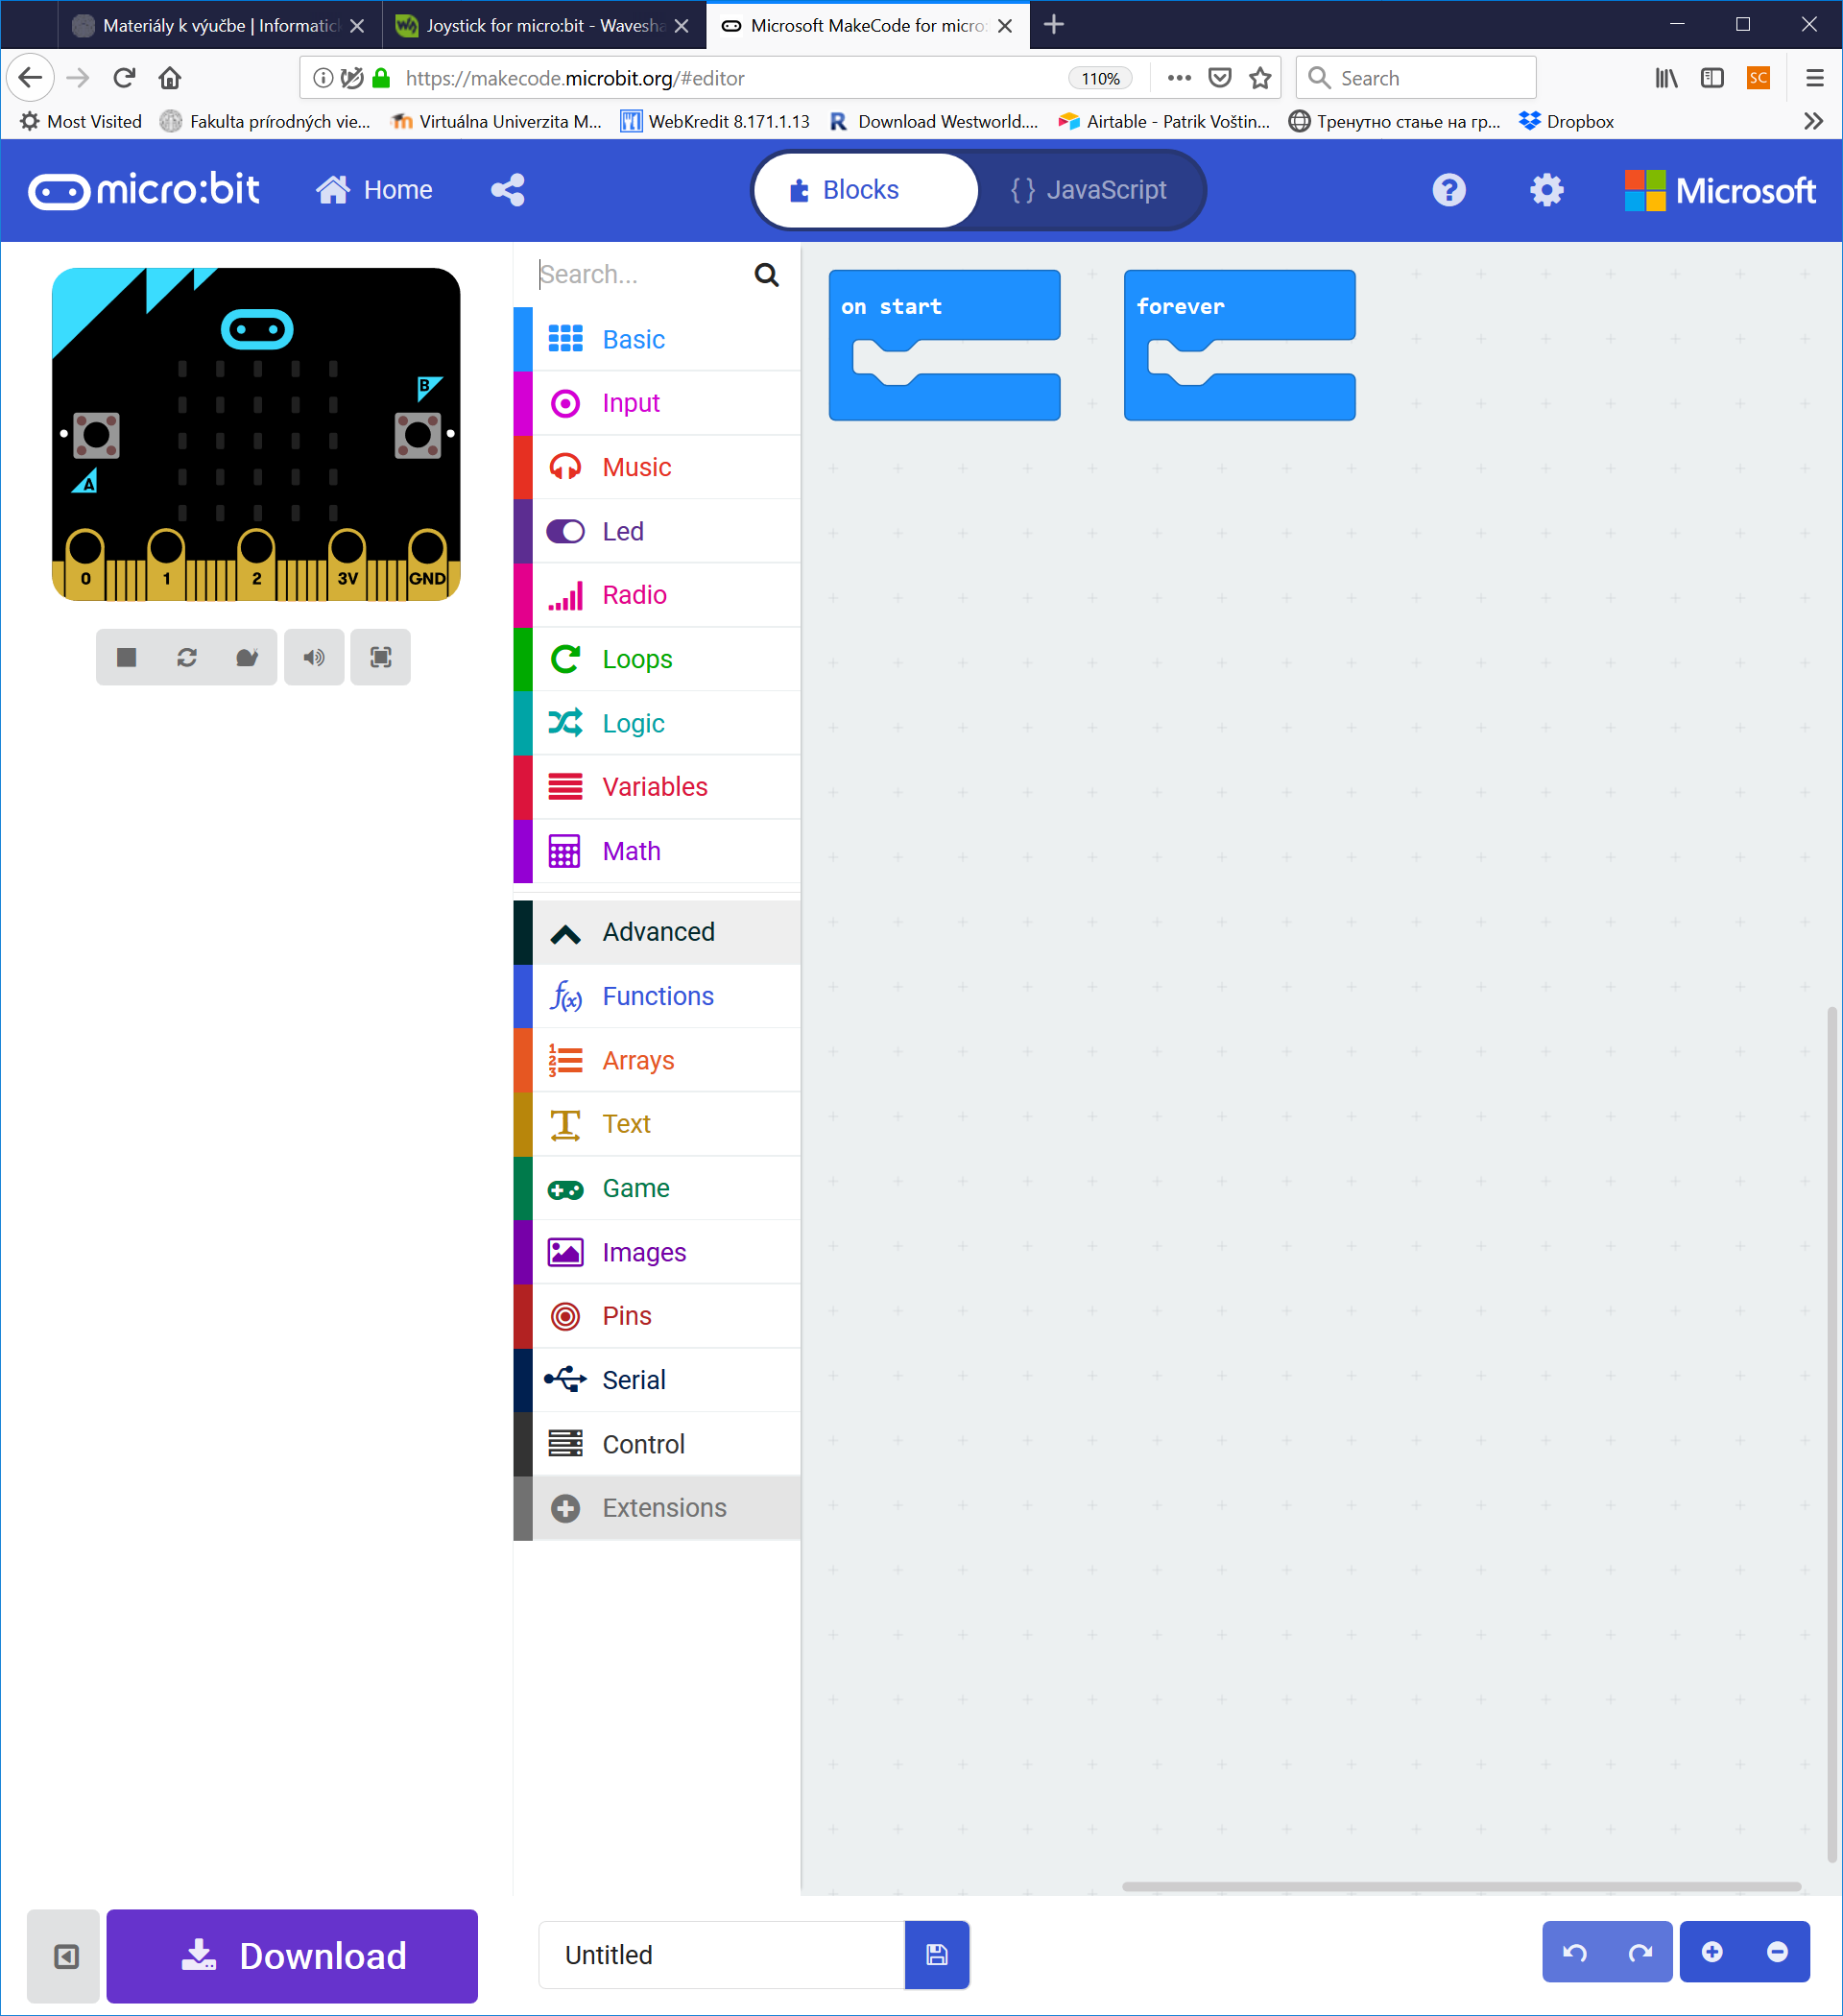 Materiály k výučbe | Informatick
Joystick for micro:bit - Wavesha
Microsoft MakeCode for micro:
https://makecode.microbit.org/#editor
110%
Search
SC
Most Visited
Fakulta prírodných vie...
Virtuálna Univerzita M...
WebKredit 8.171.1.13
Download Westworld....
Airtable - Patrik Voštin...
Тренутно стање на гр...
Dropbox
micro:bit
Home
Blocks
{ } JavaScript
Microsoft
Search...
on start
forever
Basic
B
Input
A
Music
Led
0 1 2 3V GND
Radio
Loops
Logic
Variables
Math
Advanced
Functions
Arrays
Text
Game
Images
Pins
Serial
Control
Extensions
Download
Untitled